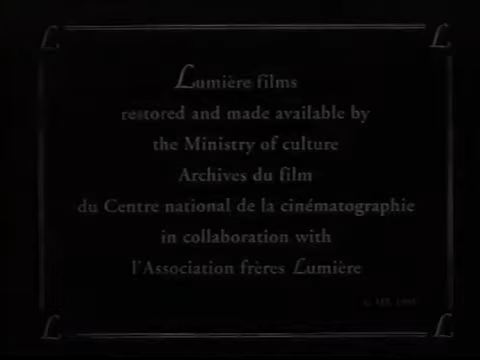 L L
Lumière films
restored and made available by
the Ministry of culture
Archives du film
du Centre national de la cinématographie
in collaboration with
l'Association frères Lumière
L L